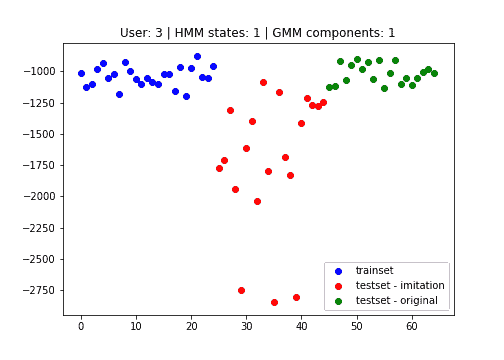 User: 3 | HMM states: 1 | GMM components: 1
−1000
−1250
−1500
−1750
−2000
−2250
−2500
−2750
0 10 20 30 40 50 60
trainset
testset - imitation
testset - original